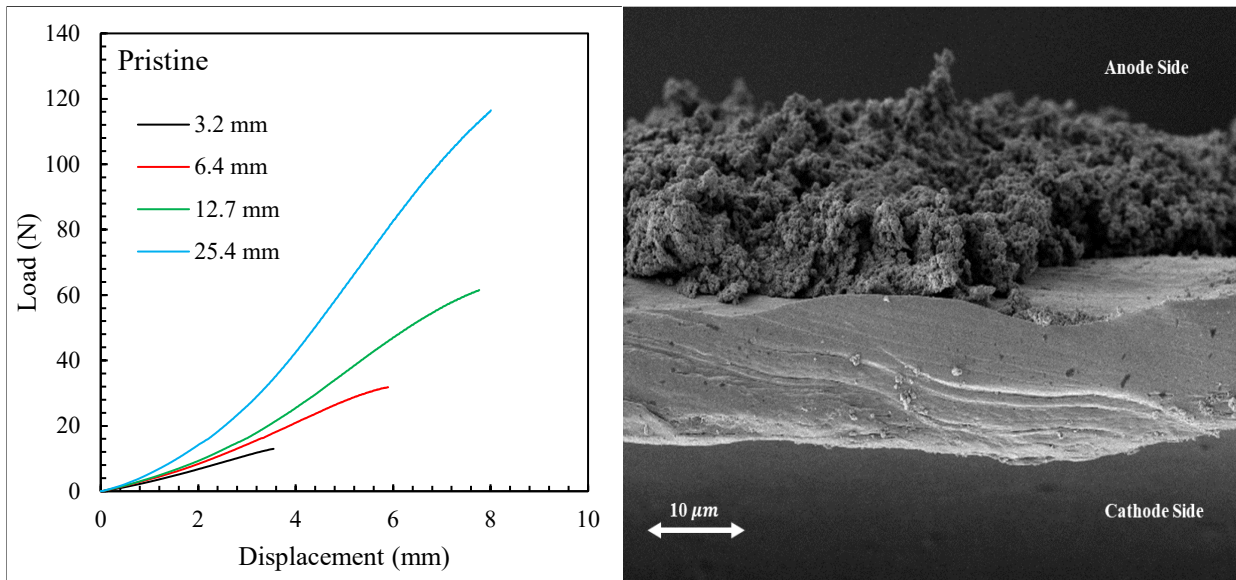 Pristine
3.2 mm
6.4 mm
12.7 mm
25.4 mm
Load (N)
140
120
100
80
60
40
20
0
0 2 4 6 8 10
Displacement (mm)
Anode Side
10 μm
Cathode Side